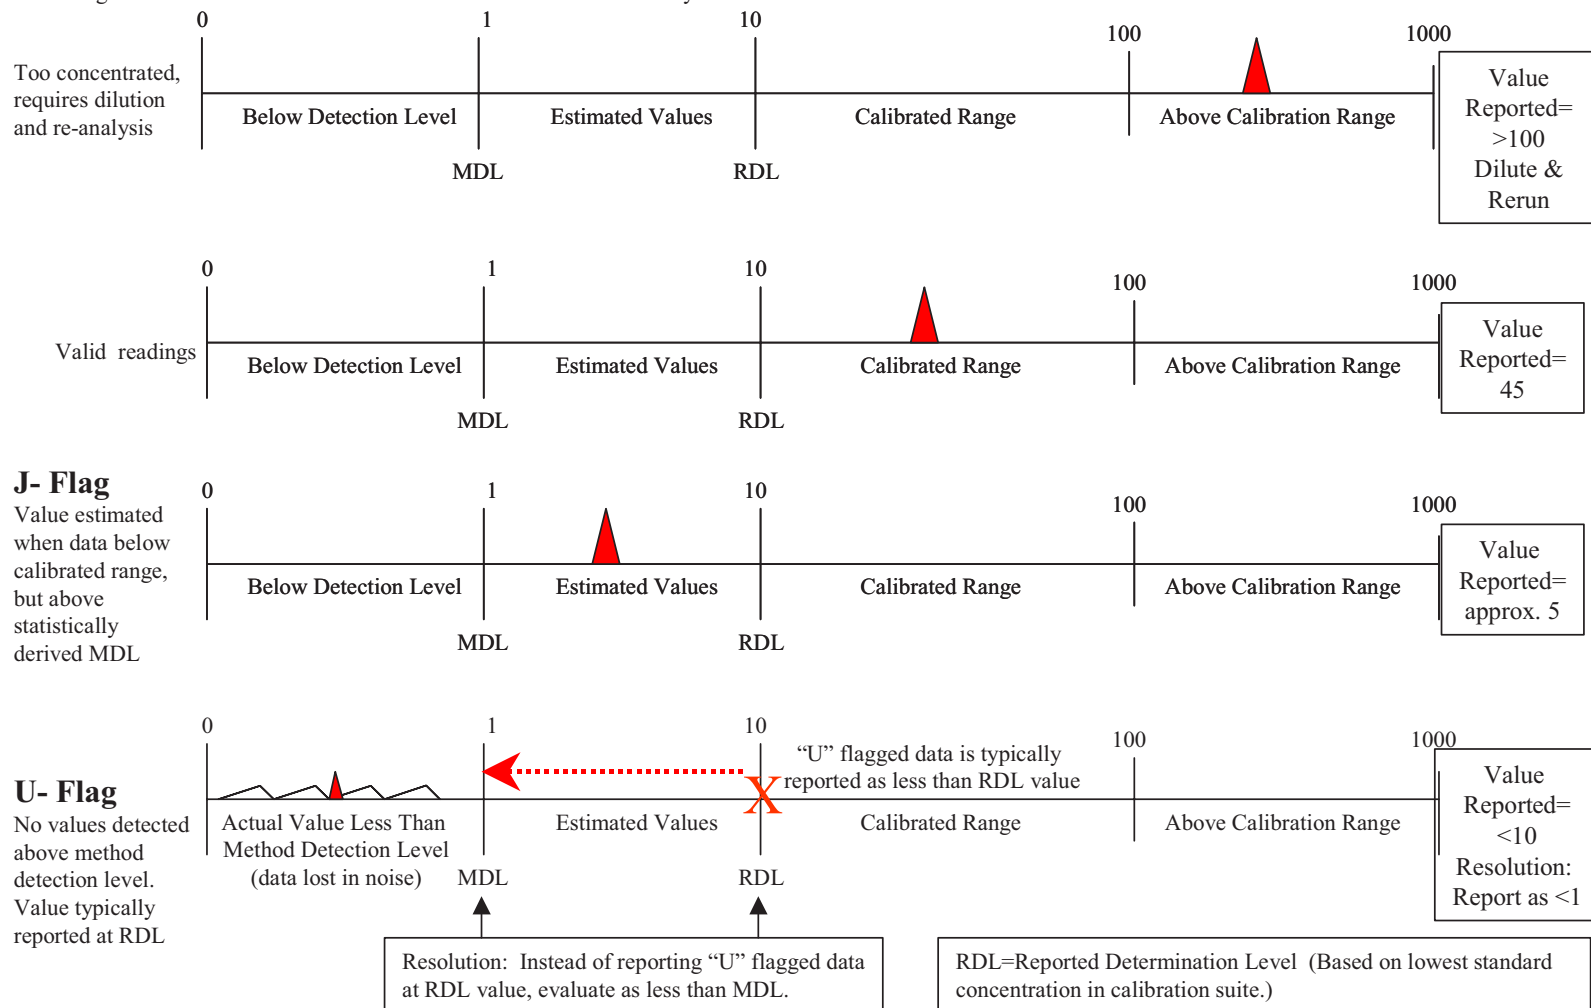 0 1 10 100 1000
Too concentrated,
requires dilution
and re-analysis
Below Detection Level Estimated Values Calibrated Range Above Calibration Range
MDL RDL
Value
Reported=
>100
Dilute &
Rerun
0 1 10 100 1000
Valid readings
Below Detection Level Estimated Values Calibrated Range Above Calibration Range
MDL RDL
Value
Reported=
45
J- Flag
Value estimated
when data below
calibrated range,
but above
statistically
derived MDL
0 1 10 100 1000
Below Detection Level Estimated Values Calibrated Range Above Calibration Range
MDL RDL
Value
Reported=
approx. 5
U- Flag
No values detected
above method
detection level.
Value typically
reported at RDL
0 1 10 100 1000
“U” flagged data is typically
reported as less than RDL value
X
Actual Value Less Than
Method Detection Level
(data lost in noise)
Estimated Values Calibrated Range Above Calibration Range
MDL RDL
Value
Reported=
<10
Resolution:
Report as <1
Resolution: Instead of reporting “U” flagged data
at RDL value, evaluate as less than MDL.
RDL=Reported Determination Level (Based on lowest standard
concentration in calibration suite.)